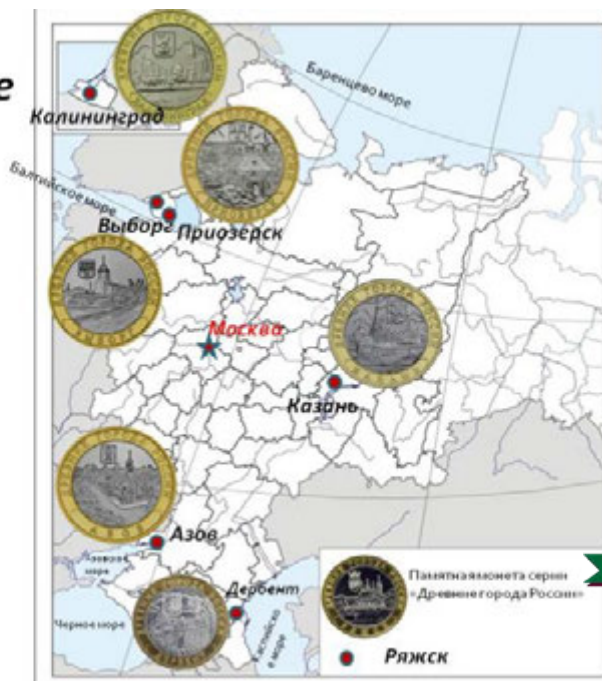 е
Баренцево море
Калининград
Балтийское море
Выборг
Приозерск
Москва
Казань
Азов
Азовское
море
Дербент
Черное море
Каспийско
е море
Памятная монета серии
«Древние города России»
Ряжск